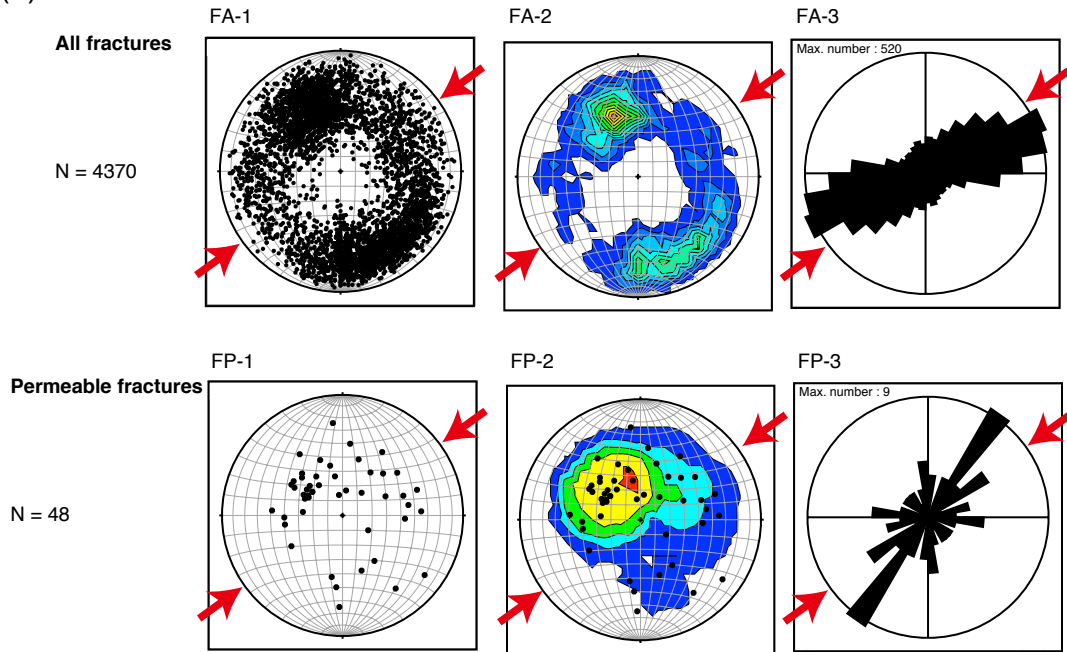 FA-1
FA-2
FA-3
All fractures
Max. number : 520
N = 4370
FP-1
FP-2
FP-3
Permeable fractures
Max. number : 9
N = 48